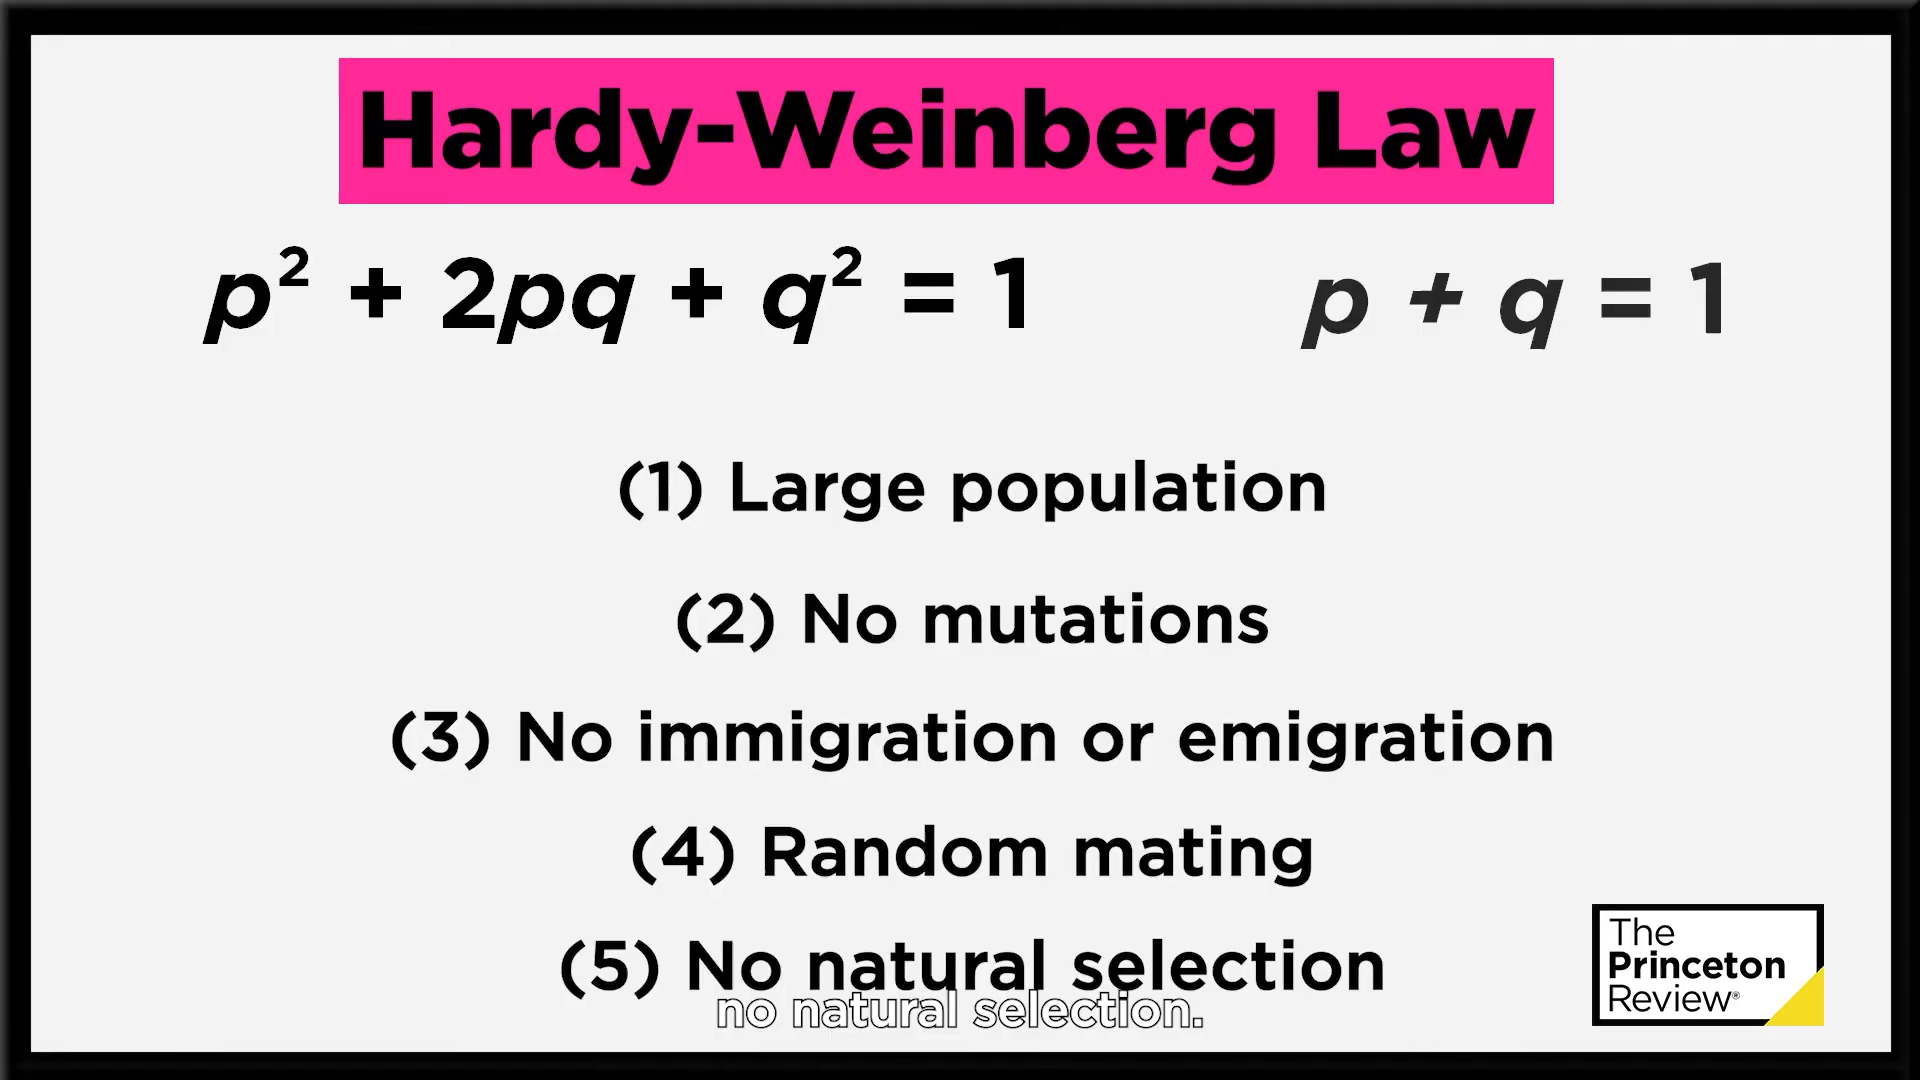 Hardy-Weinberg Law
p² + 2pq + q² = 1
p + q = 1
(1) Large population
(2) No mutations
(3) No immigration or emigration
(4) Random mating
(5) No natural selection
no natural selection.
The
Princeton
Review®